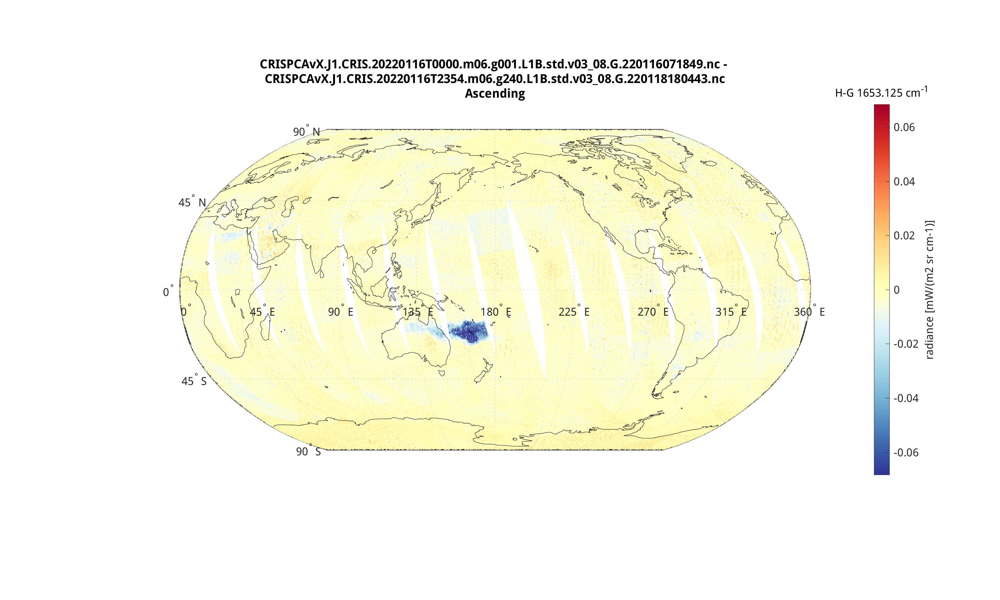 CRISPCAvX.J1.CRIS.20220116T0000.m06.g001.L1B.std.v03_08.G.220116071849.nc -
CRISPCAvX.J1.CRIS.20220116T2354.m06.g240.L1B.std.v03_08.G.220118180443.nc
Ascending
H-G 1653.125 cm-1
90° N
45° N
0°
0° 45° E 90° E 135° E 180° E 225° E 270° E 315° E 360° E
45° S
90° S
0.06
0.04
0.02
0
-0.02
-0.04
-0.06
radiance [mW/(m2 sr cm-1)]